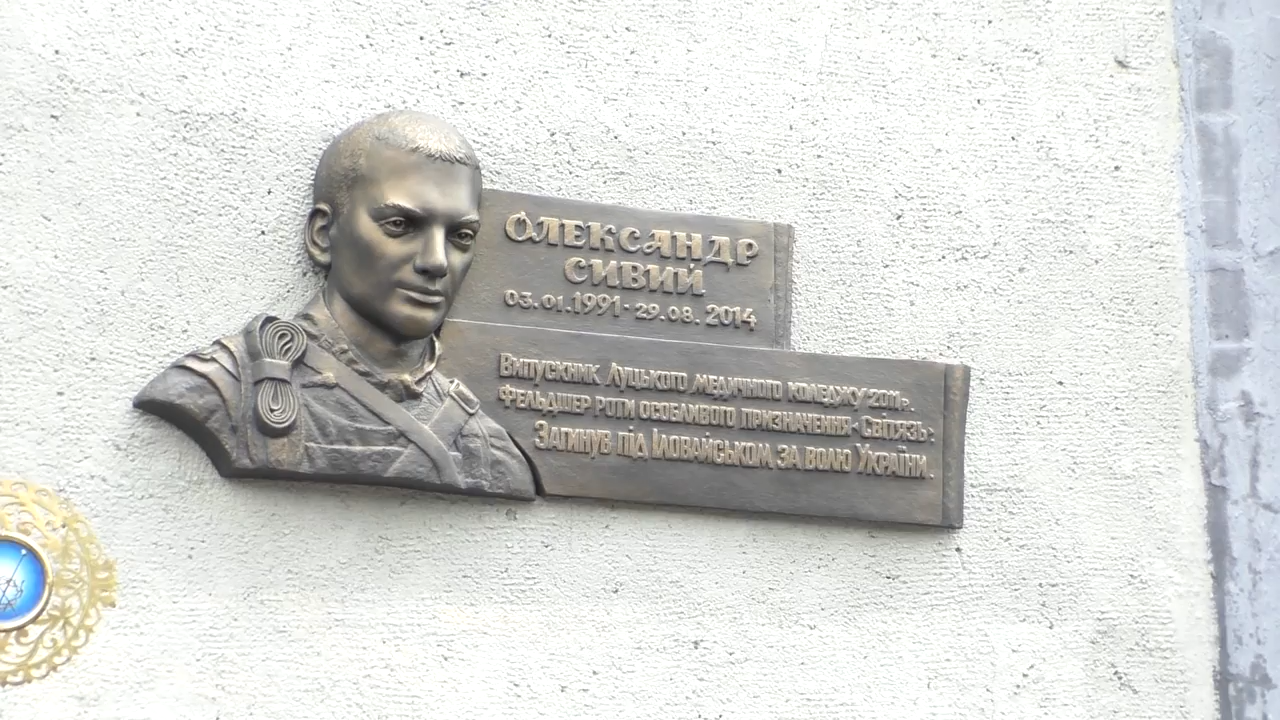 ОЛЕКСАНДР
СИВИЙ
03.01.1991 - 29.08.2014
Випускник Луцького медичного коледжу 2011 р.
Фельдшер роти особливого призначення «Світязь».
Загинув під Іловайськом за волю України.